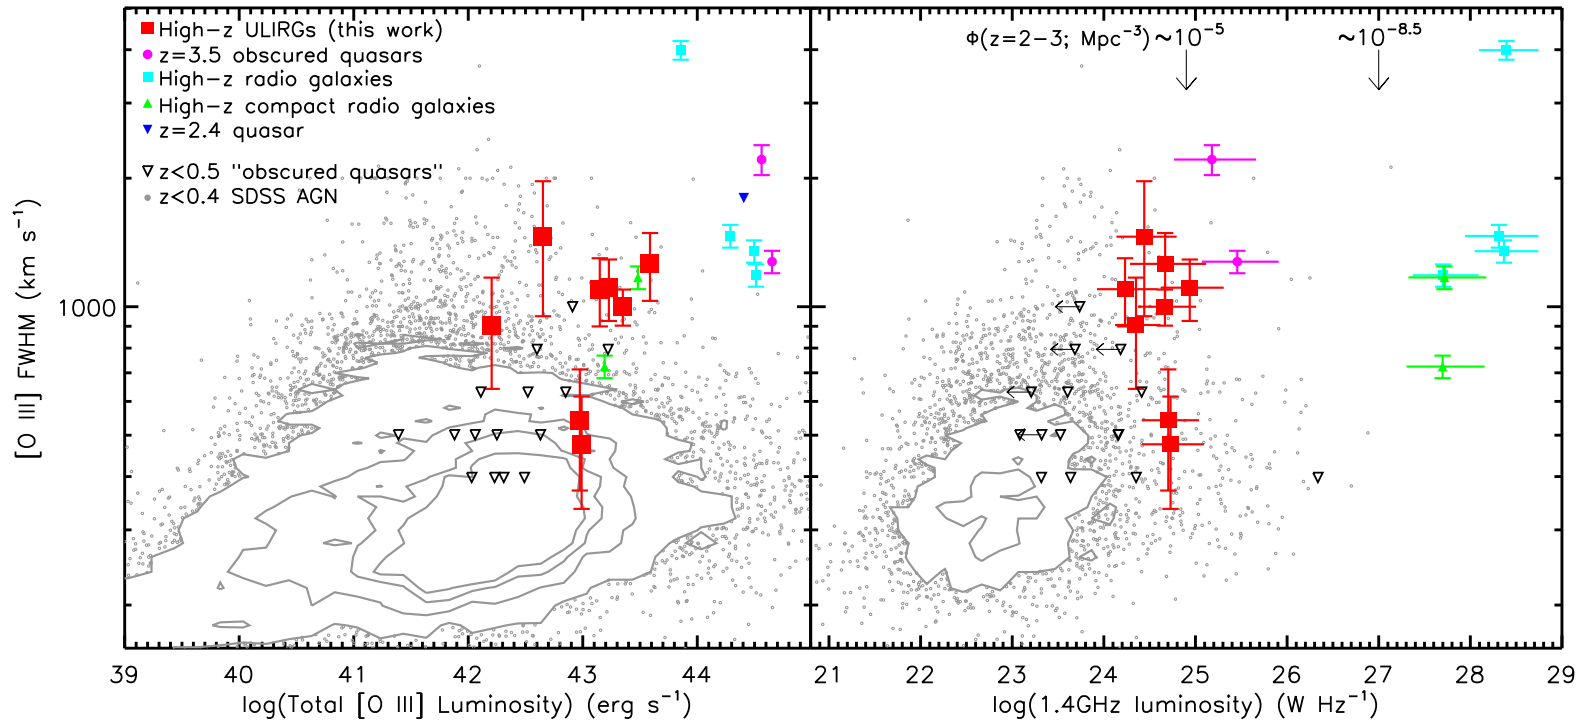 High−z ULIRGs (this work)
z=3.5 obscured quasars
High−z radio galaxies
High−z compact radio galaxies
z=2.4 quasar
z<0.5 "obscured quasars"
z<0.4 SDSS AGN
Φ(z=2−3; Mpc⁻³) ~10⁻⁵
~10⁻⁸·⁵
[O III] FWHM (km s⁻¹)
1000
39 40 41 42 43 44
log(Total [O III] Luminosity) (erg s⁻¹)
21 22 23 24 25 26 27 28 29
log(1.4GHz luminosity) (W Hz⁻¹)